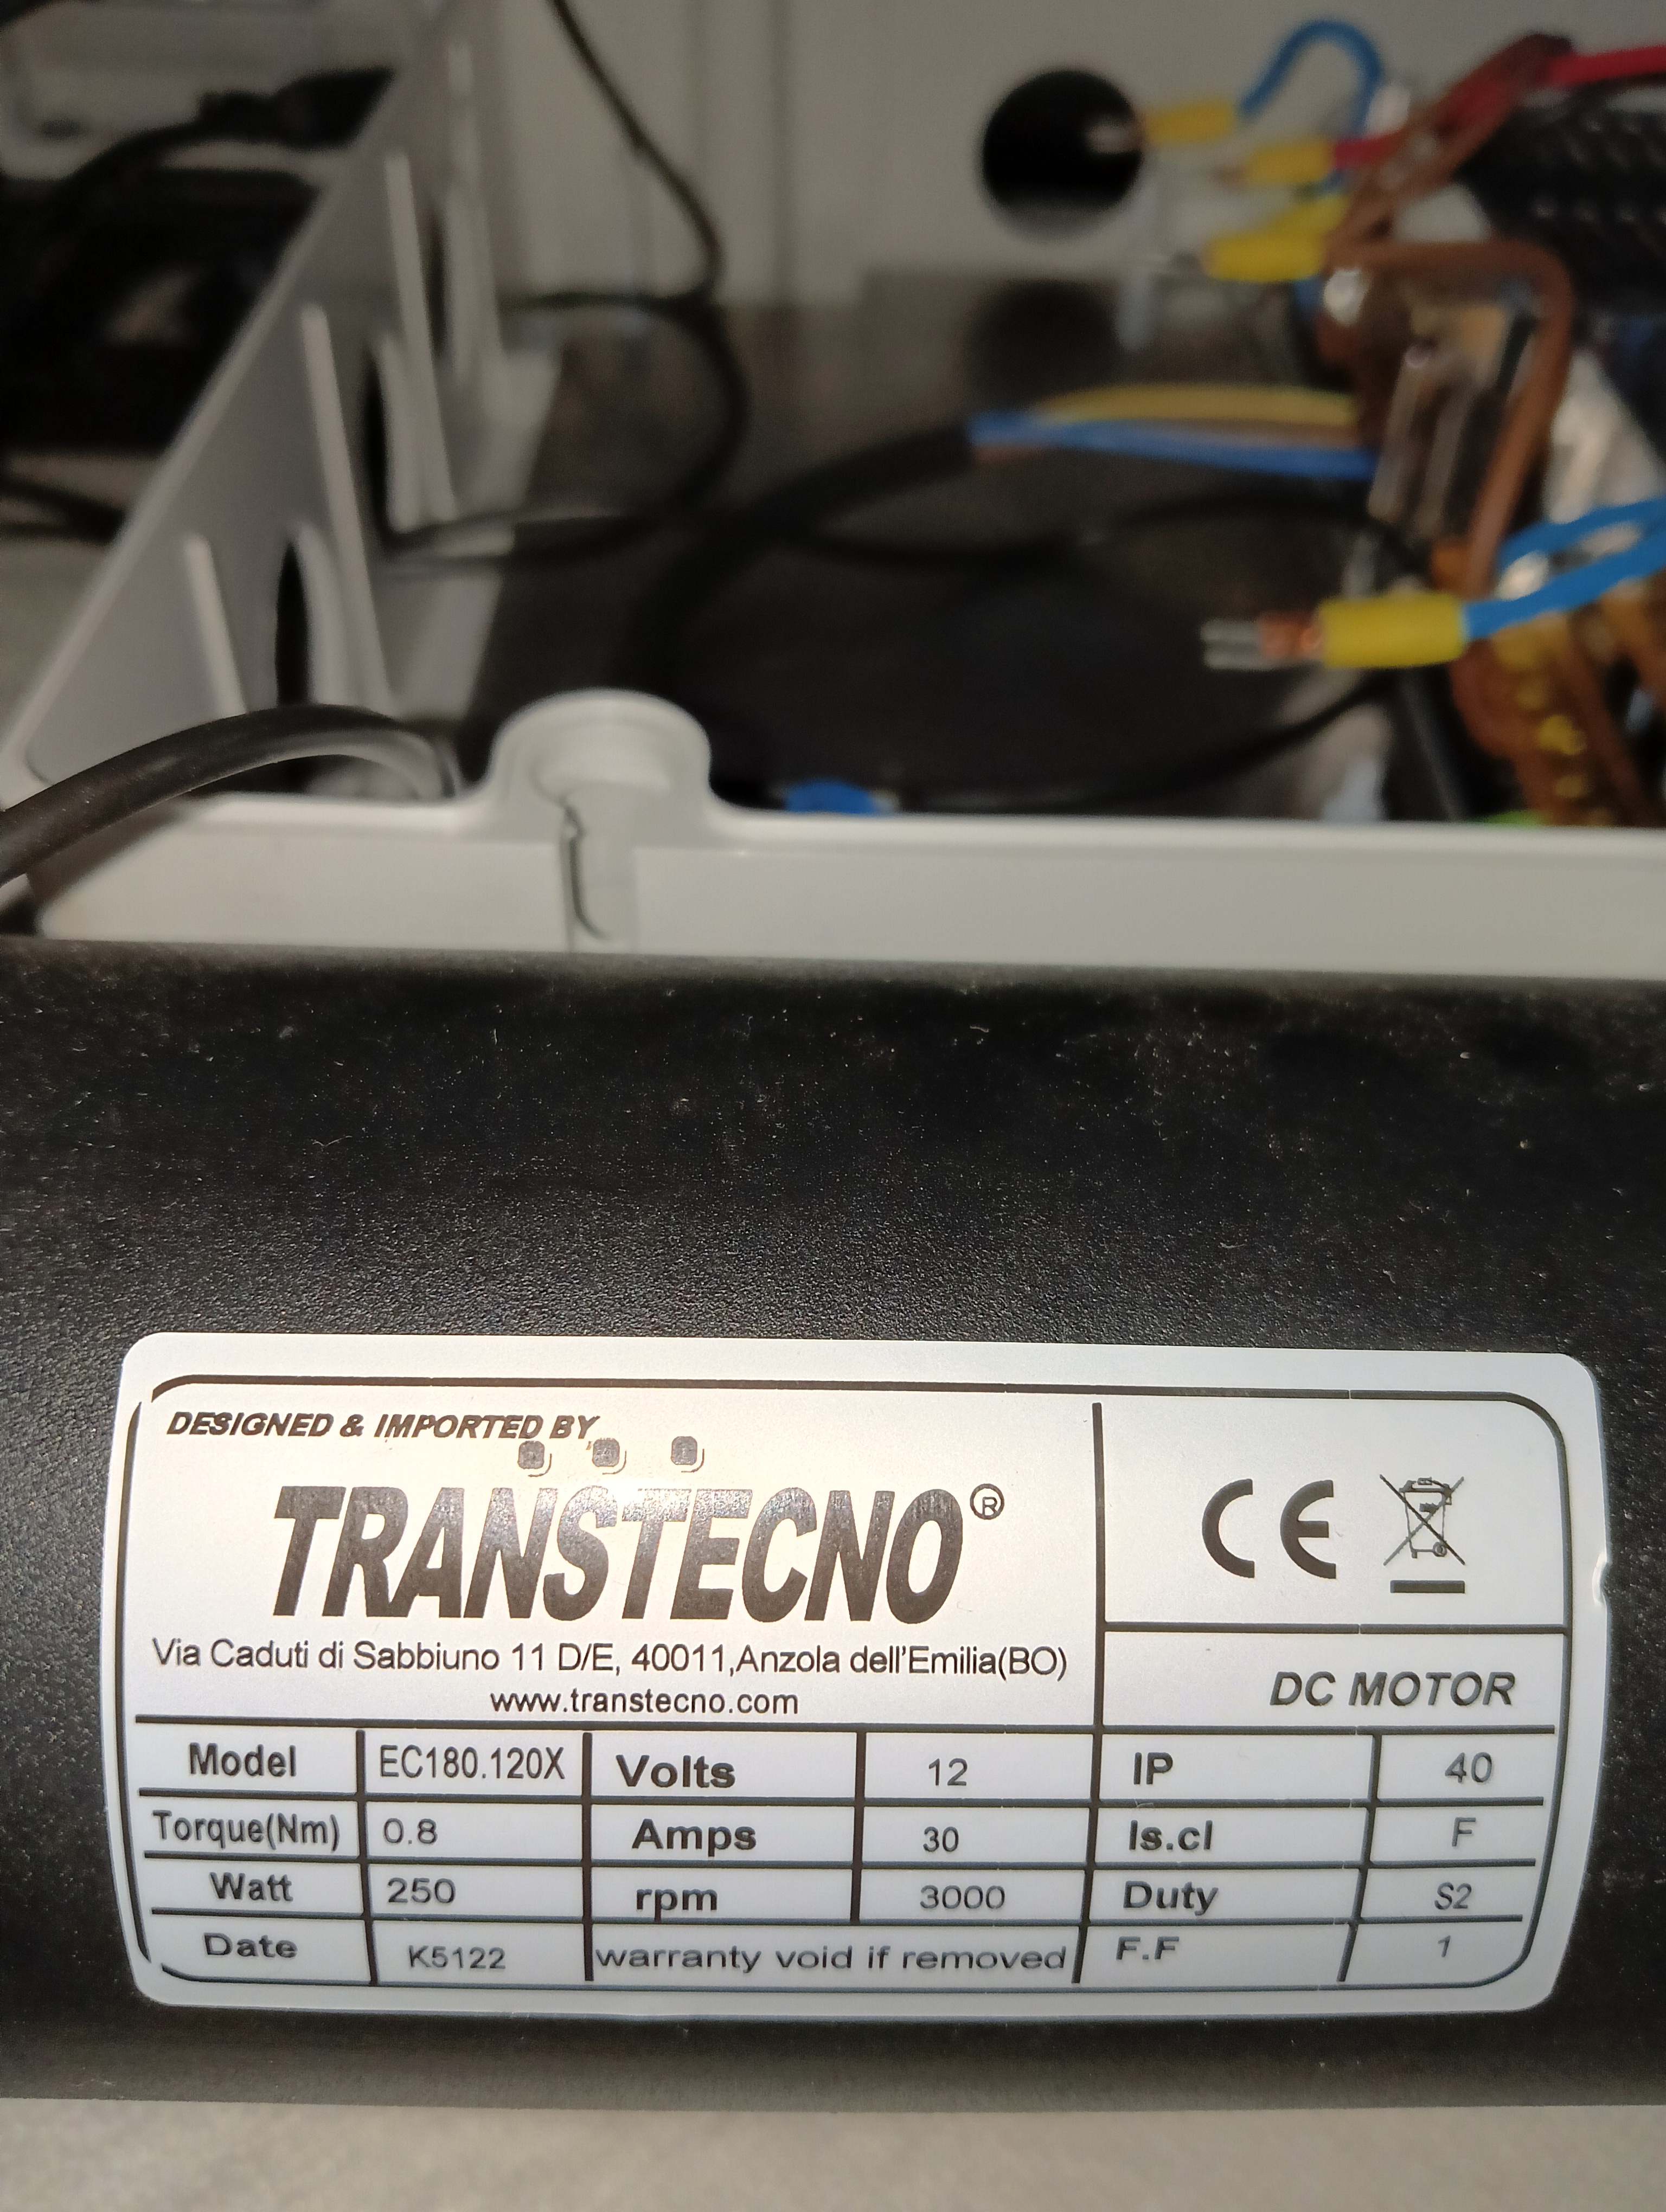 DESIGNED & IMPORTED BY
TRANSTECNO®
Via Caduti di Sabbiuno 11 D/E, 40011,Anzola dell'Emilia(BO)
www.transtecno.com
CE
DC MOTOR
Model EC180.120X Volts 12 IP 40
Torque(Nm) 0.8 Amps 30 Is.cl F
Watt 250 rpm 3000 Duty S2
Date K5122 warranty void if removed F.F 1